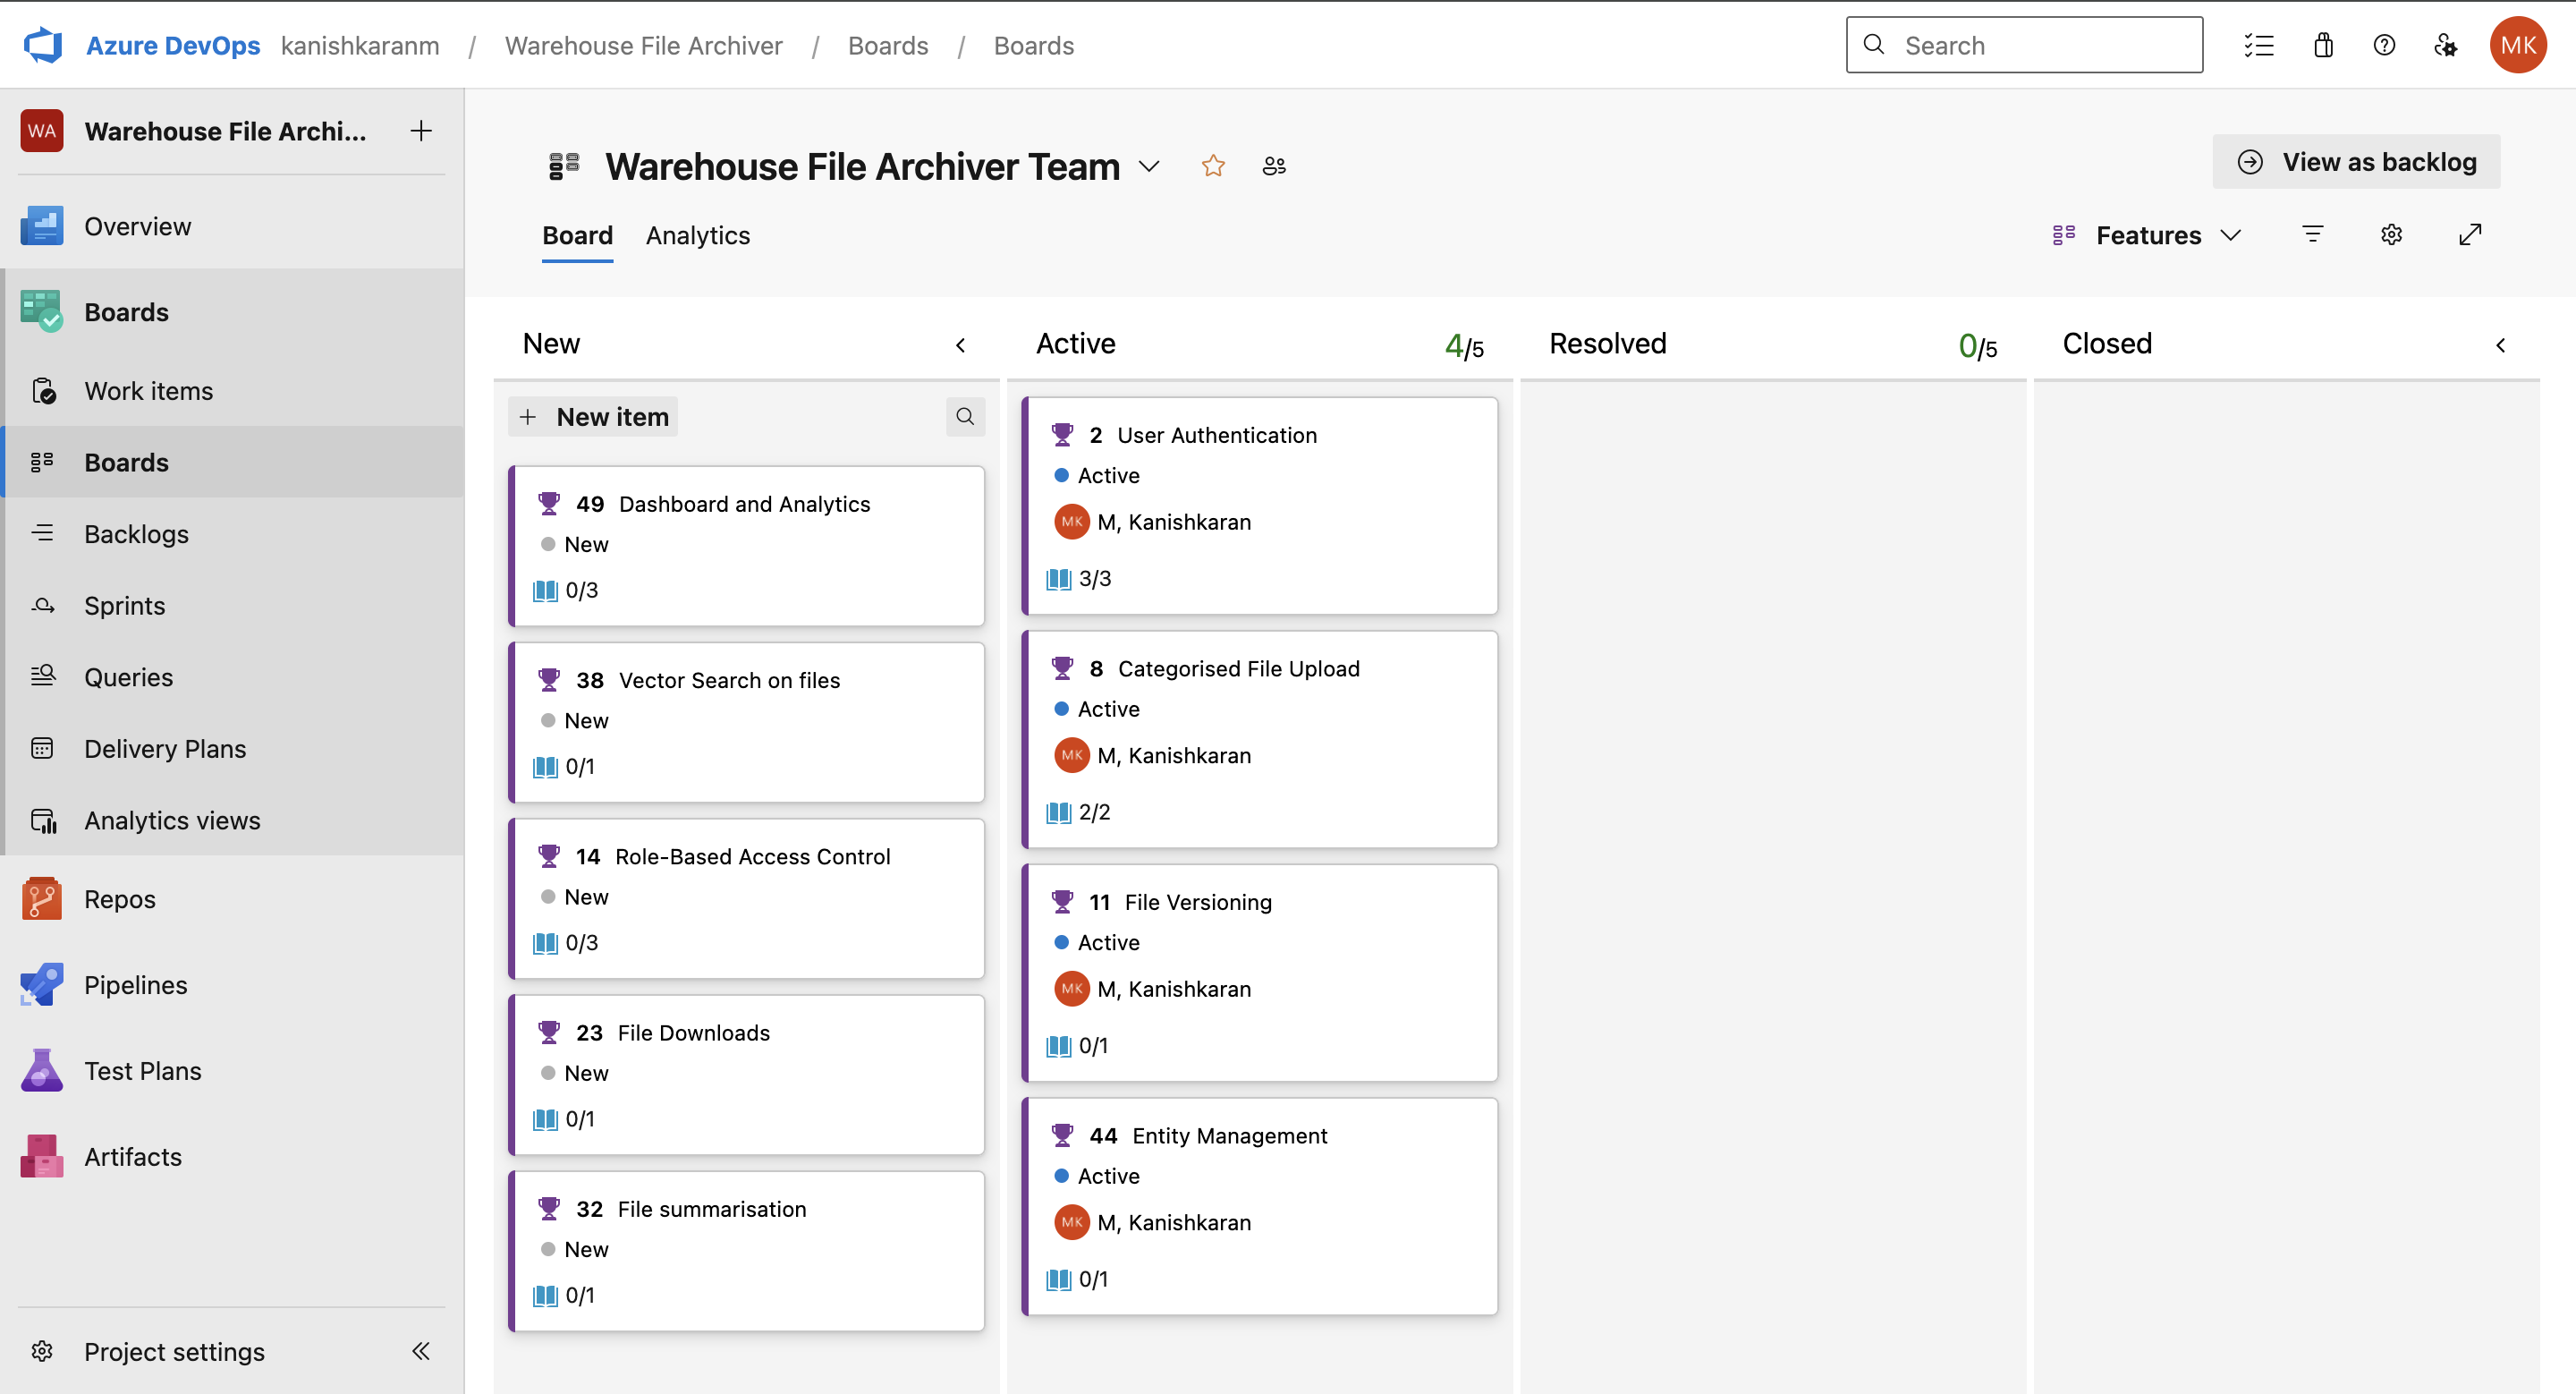 Azure DevOps kanishkaranm / Warehouse File Archiver / Boards / Boards
Search
MK
WA Warehouse File Archi...
Overview
Boards
Work items
Boards
Backlogs
Sprints
Queries
Delivery Plans
Analytics views
Repos
Pipelines
Test Plans
Artifacts
Project settings
Warehouse File Archiver Team
View as backlog
Board Analytics
Features
New
New item
49 Dashboard and Analytics
New
0/3
38 Vector Search on files
New
0/1
14 Role-Based Access Control
New
0/3
23 File Downloads
New
0/1
32 File summarisation
New
0/1
Active 4/5
2 User Authentication
Active
MK M, Kanishkaran
3/3
8 Categorised File Upload
Active
MK M, Kanishkaran
2/2
11 File Versioning
Active
MK M, Kanishkaran
0/1
44 Entity Management
Active
MK M, Kanishkaran
0/1
Resolved 0/5
Closed